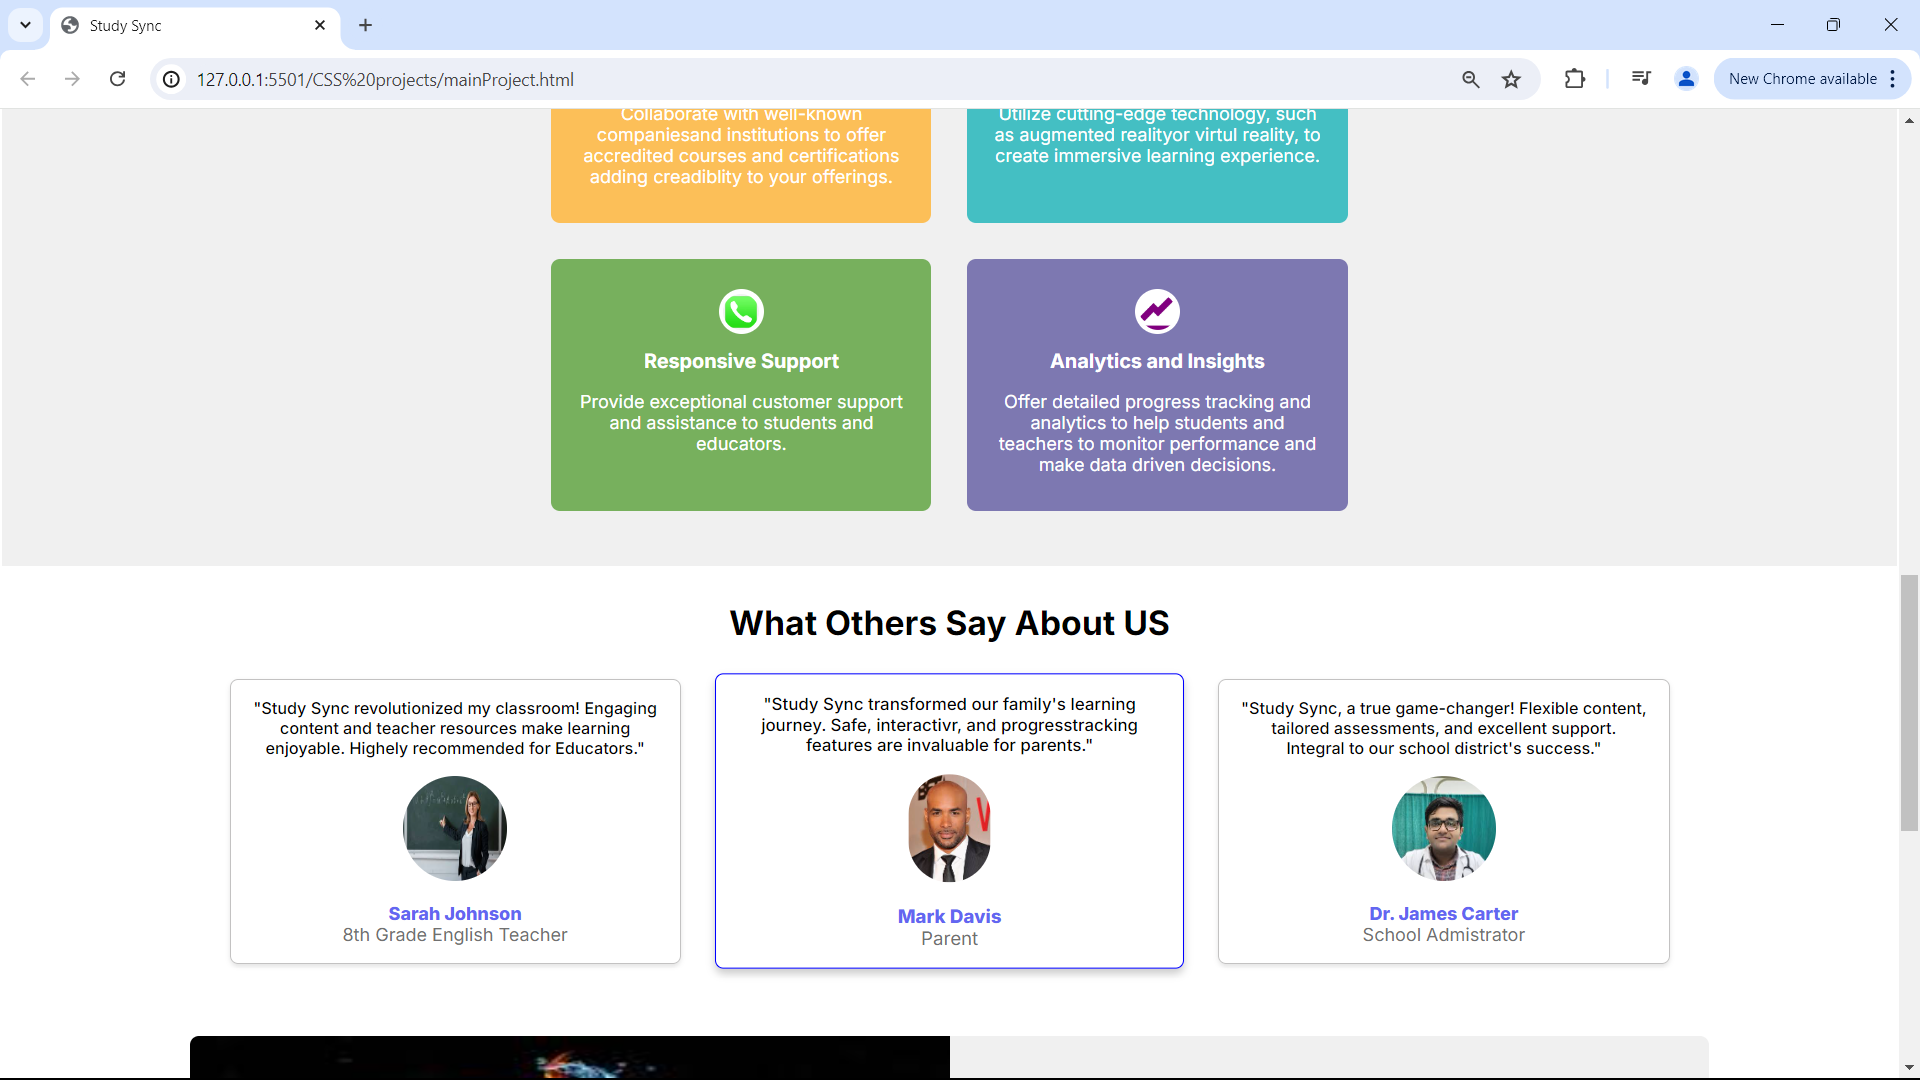 Study Sync
127.0.0.1:5501/CSS%20projects/mainProject.html
New Chrome available
Collaborate with well-known
companiesand institutions to offer
accredited courses and certifications
adding creadiblity to your offerings.
Utilize cutting-edge technology, such
as augmented realityor virtul reality, to
create immersive learning experience.
Responsive Support
Provide exceptional customer support
and assistance to students and
educators.
Analytics and Insights
Offer detailed progress tracking and
analytics to help students and
teachers to monitor performance and
make data driven decisions.
What Others Say About US
"Study Sync revolutionized my classroom! Engaging
content and teacher resources make learning
enjoyable. Highely recommended for Educators."
Sarah Johnson
8th Grade English Teacher
"Study Sync transformed our family's learning
journey. Safe, interactivr, and progresstracking
features are invaluable for parents."
Mark Davis
Parent
"Study Sync, a true game-changer! Flexible content,
tailored assessments, and excellent support.
Integral to our school district's success."
Dr. James Carter
School Admistrator